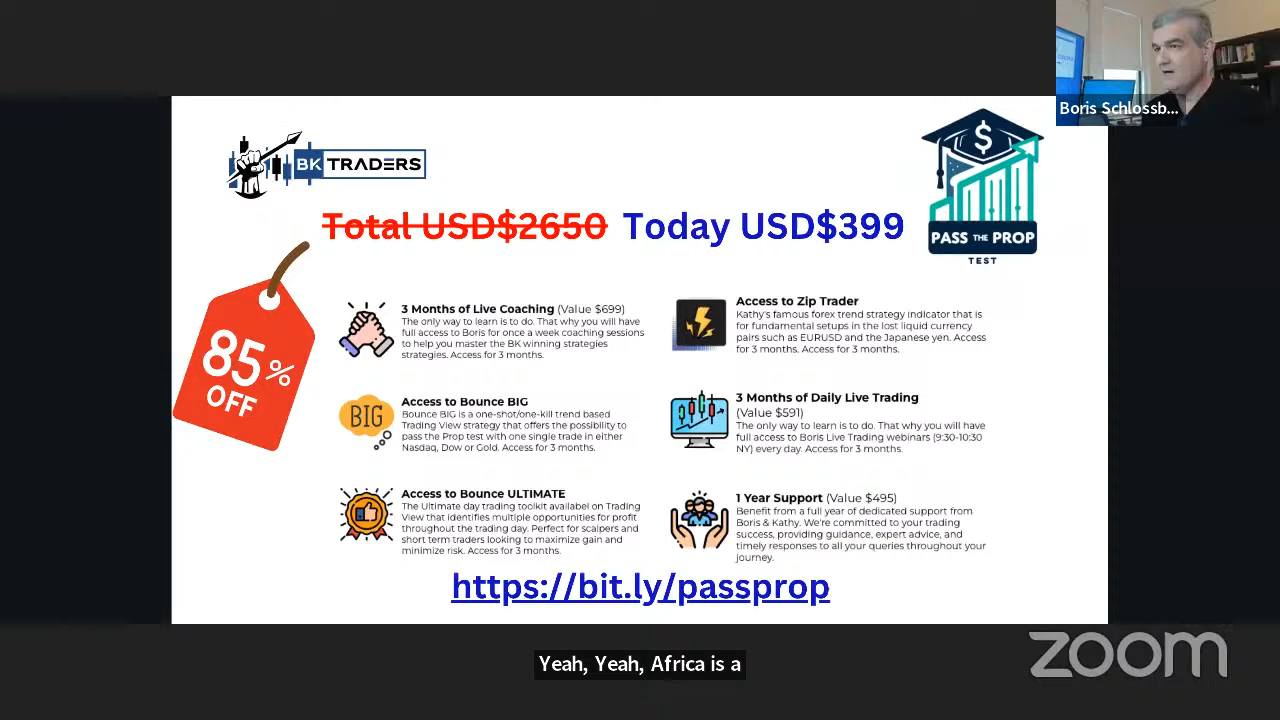 Boris Schlossb...
BK TRADERS
$
PASS THE PROP
TEST
Total USD$2650 Today USD$399
85%
OFF
3 Months of Live Coaching (Value $699)
The only way to learn is to do. That why you will have
full access to Boris for once a week coaching sessions
to help you master the BK winning strategies
strategies. Access for 3 months.
Access to Zip Trader
Kathy's famous forex trend strategy indicator that is
for fundamental setups in the lost liquid currency
pairs such as EURUSD and the Japanese yen. Access
for 3 months. Access for 3 months.
BIG
Access to Bounce BIG
Bounce BIG is a one-shot/one-kill trend based
Trading View strategy that offers the possibility to
pass the Prop test with one single trade in either
Nasdaq, Dow or Gold. Access for 3 months.
3 Months of Daily Live Trading
(Value $591)
The only way to learn is to do. That why you will have
full access to Boris Live Trading webinars (9:30-10:30
NY) every day. Access for 3 months.
Access to Bounce ULTIMATE
The Ultimate day trading toolkit availabel on Trading
View that identifies multiple opportunities for profit
throughout the trading day. Perfect for scalpers and
short term traders looking to maximize gain and
minimize risk. Access for 3 months.
1 Year Support (Value $495)
Benefit from a full year of dedicated support from
Boris & Kathy. We're committed to your trading
success, providing guidance, expert advice, and
timely responses to all your queries throughout your
journey.
https://bit.ly/passprop
Yeah, Yeah, Africa is a
zoom